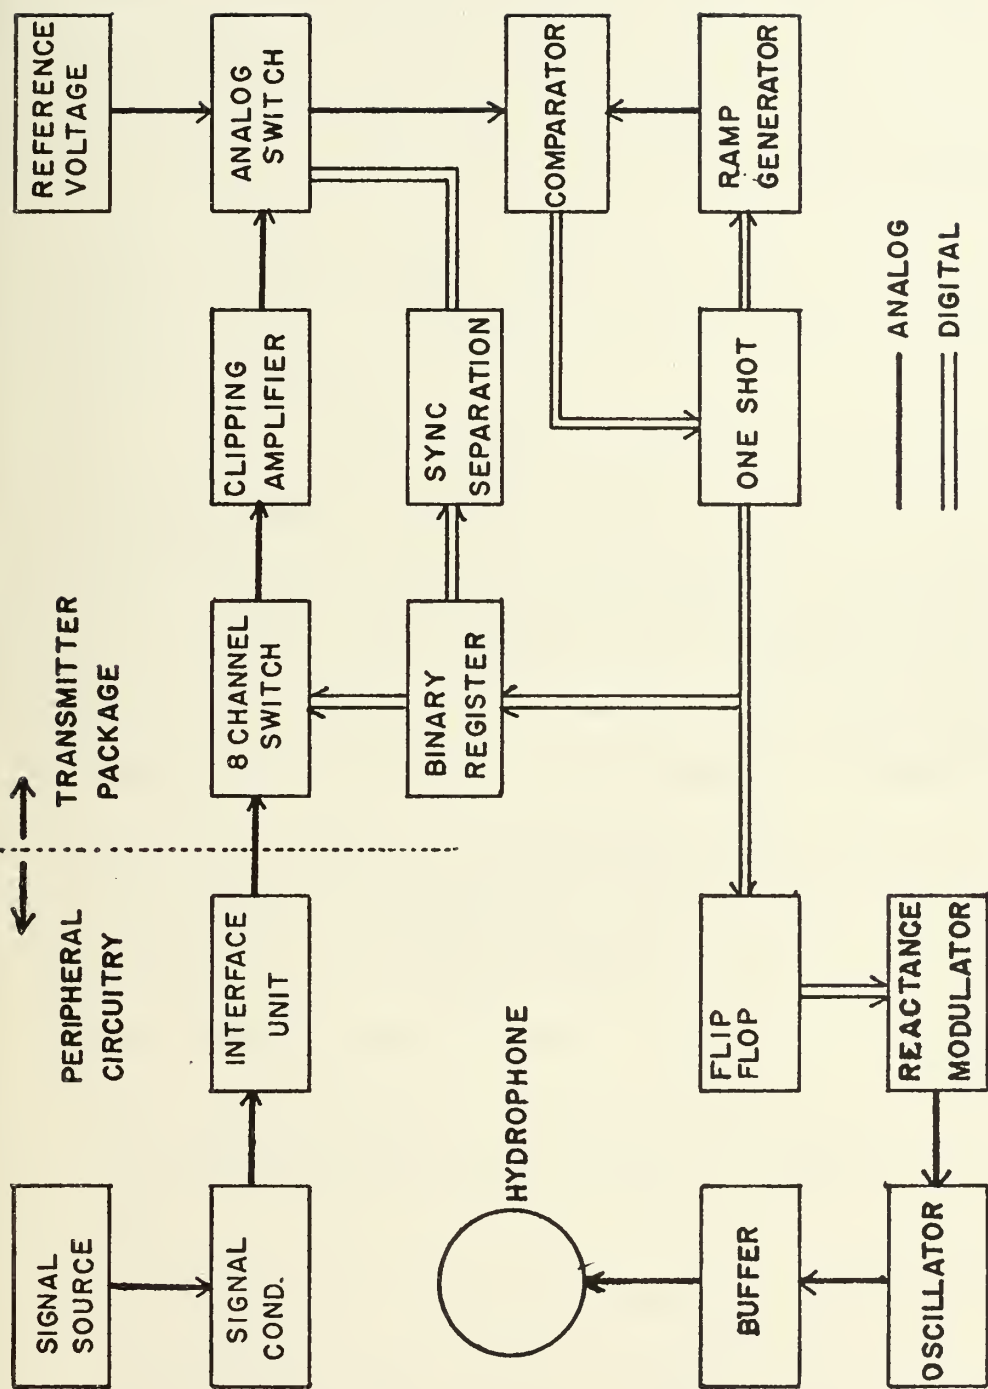 SIGNAL
SOURCE
PERIPHERAL
CIRCUITRY
TRANSMITTER
PACKAGE
REFERENCE
VOLTAGE
SIGNAL
COND.
INTERFACE
UNIT
8 CHANNEL
SWITCH
CLIPPING
AMPLIFIER
ANALOG
SWITCH
BINARY
REGISTER
SYNC
SEPARATION
HYDROPHONE
COMPARATOR
BUFFER
FLIP
FLOP
ONE SHOT
RAMP
GENERATOR
OSCILLATOR
REACTANCE
MODULATOR
ANALOG
DIGITAL